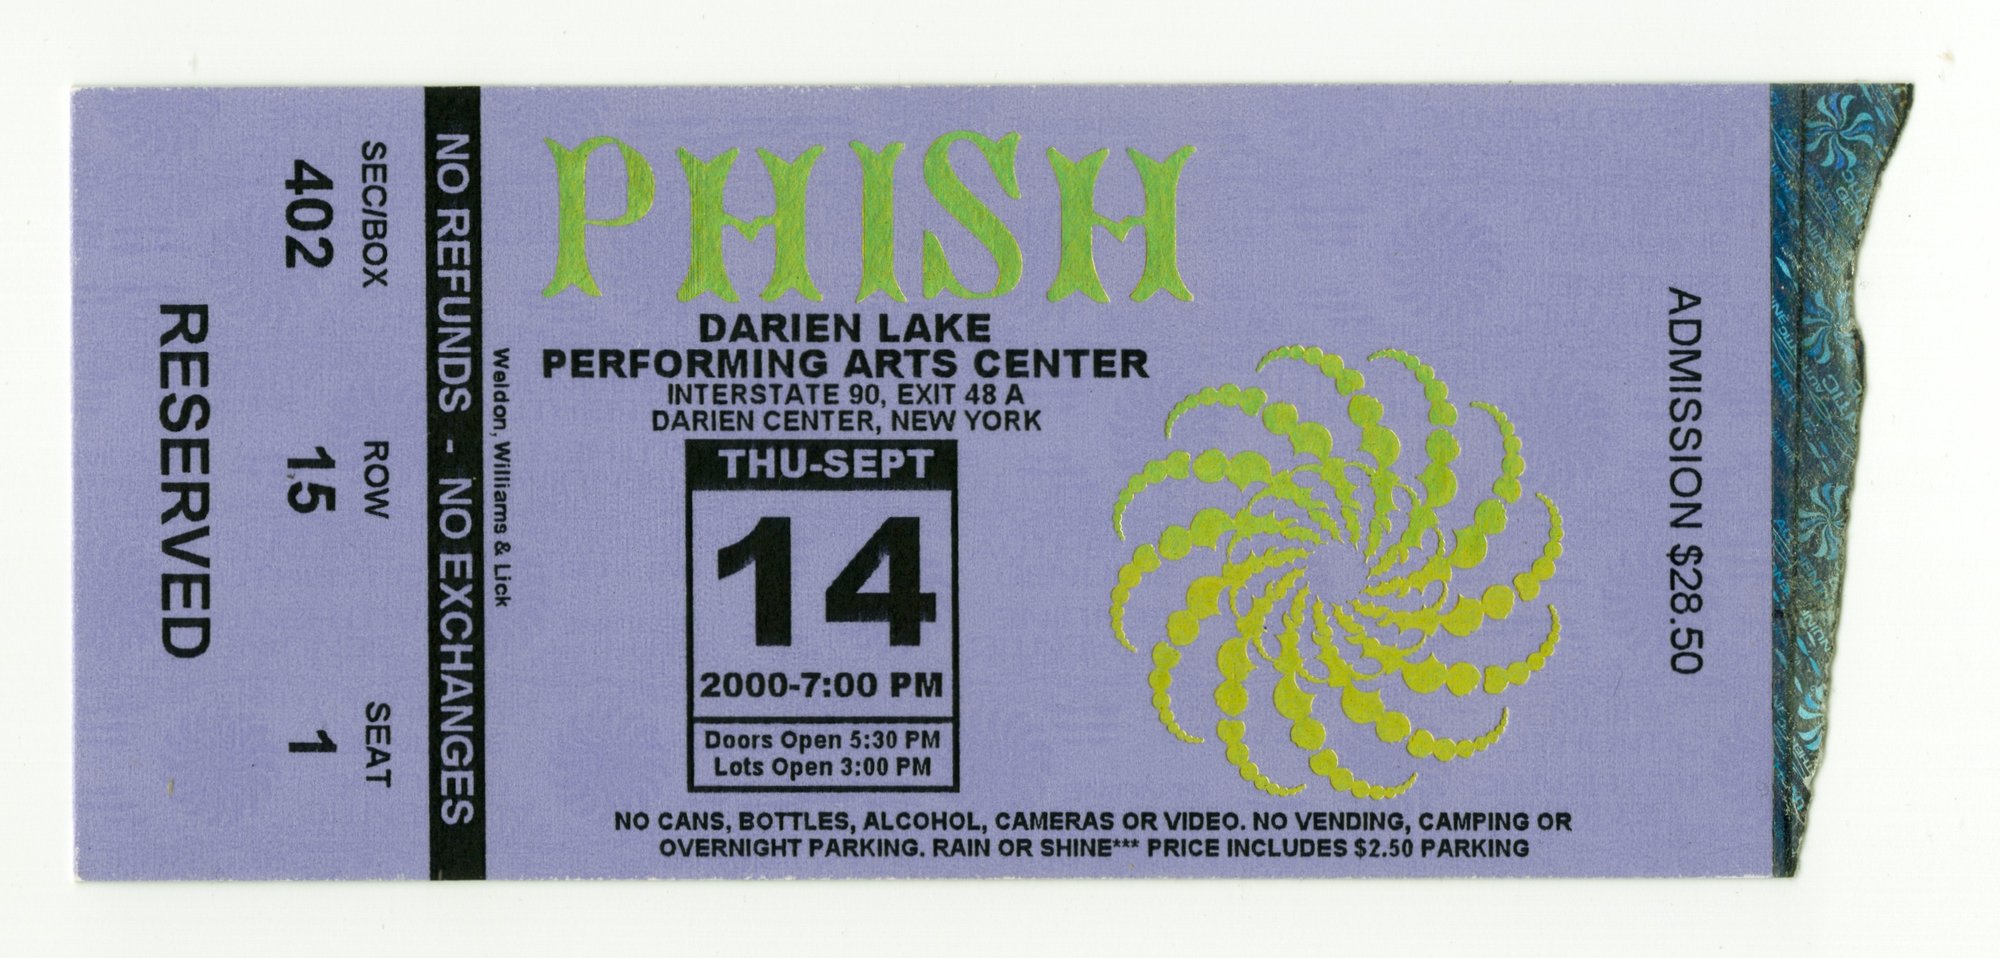 RESERVED
SEC/BOX ROW SEAT
402 15 1
NO REFUNDS - NO EXCHANGES
Weldon, Williams & Lick
PHISH
DARIEN LAKE
PERFORMING ARTS CENTER
INTERSTATE 90, EXIT 48 A
DARIEN CENTER, NEW YORK
THU-SEPT
14
2000-7:00 PM
Doors Open 5:30 PM
Lots Open 3:00 PM
NO CANS, BOTTLES, ALCOHOL, CAMERAS OR VIDEO. NO VENDING, CAMPING OR
OVERNIGHT PARKING. RAIN OR SHINE*** PRICE INCLUDES $2.50 PARKING
ADMISSION $28.50